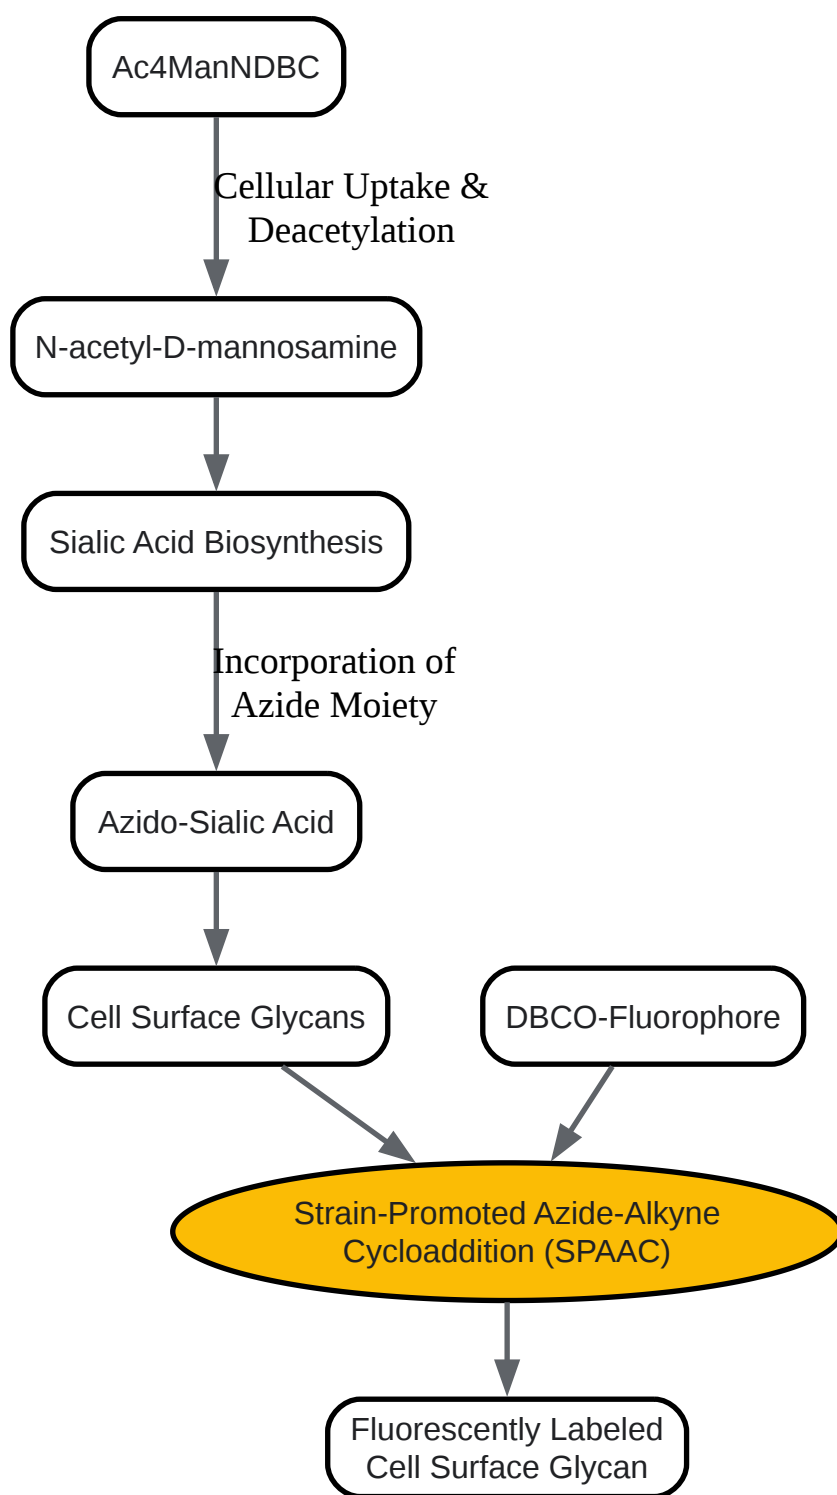 Ac4ManNDBC
Cellular Uptake &
Deacetylation
N-acetyl-D-mannosamine
Sialic Acid Biosynthesis
Incorporation of
Azide Moiety
Azido-Sialic Acid
Cell Surface Glycans
DBCO-Fluorophore
Strain-Promoted Azide-Alkyne
Cycloaddition (SPAAC)
Fluorescently Labeled
Cell Surface Glycan